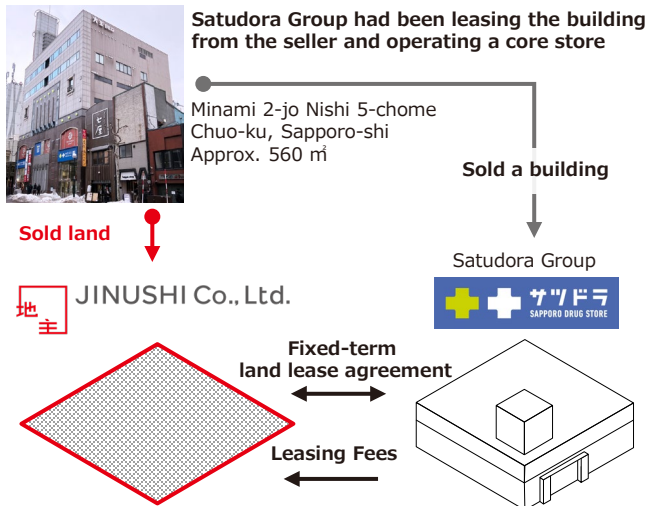 Satudora Group had been leasing the building
from the seller and operating a core store
Minami 2-jo Nishi 5-chome
Chuo-ku, Sapporo-shi
Approx. 560 ㎡
Sold a building
Sold land
Satudora Group
地主
JINUSHI Co., Ltd.
サツドラ
SAPPORO DRUG STORE
Fixed-term
land lease agreement
Leasing Fees